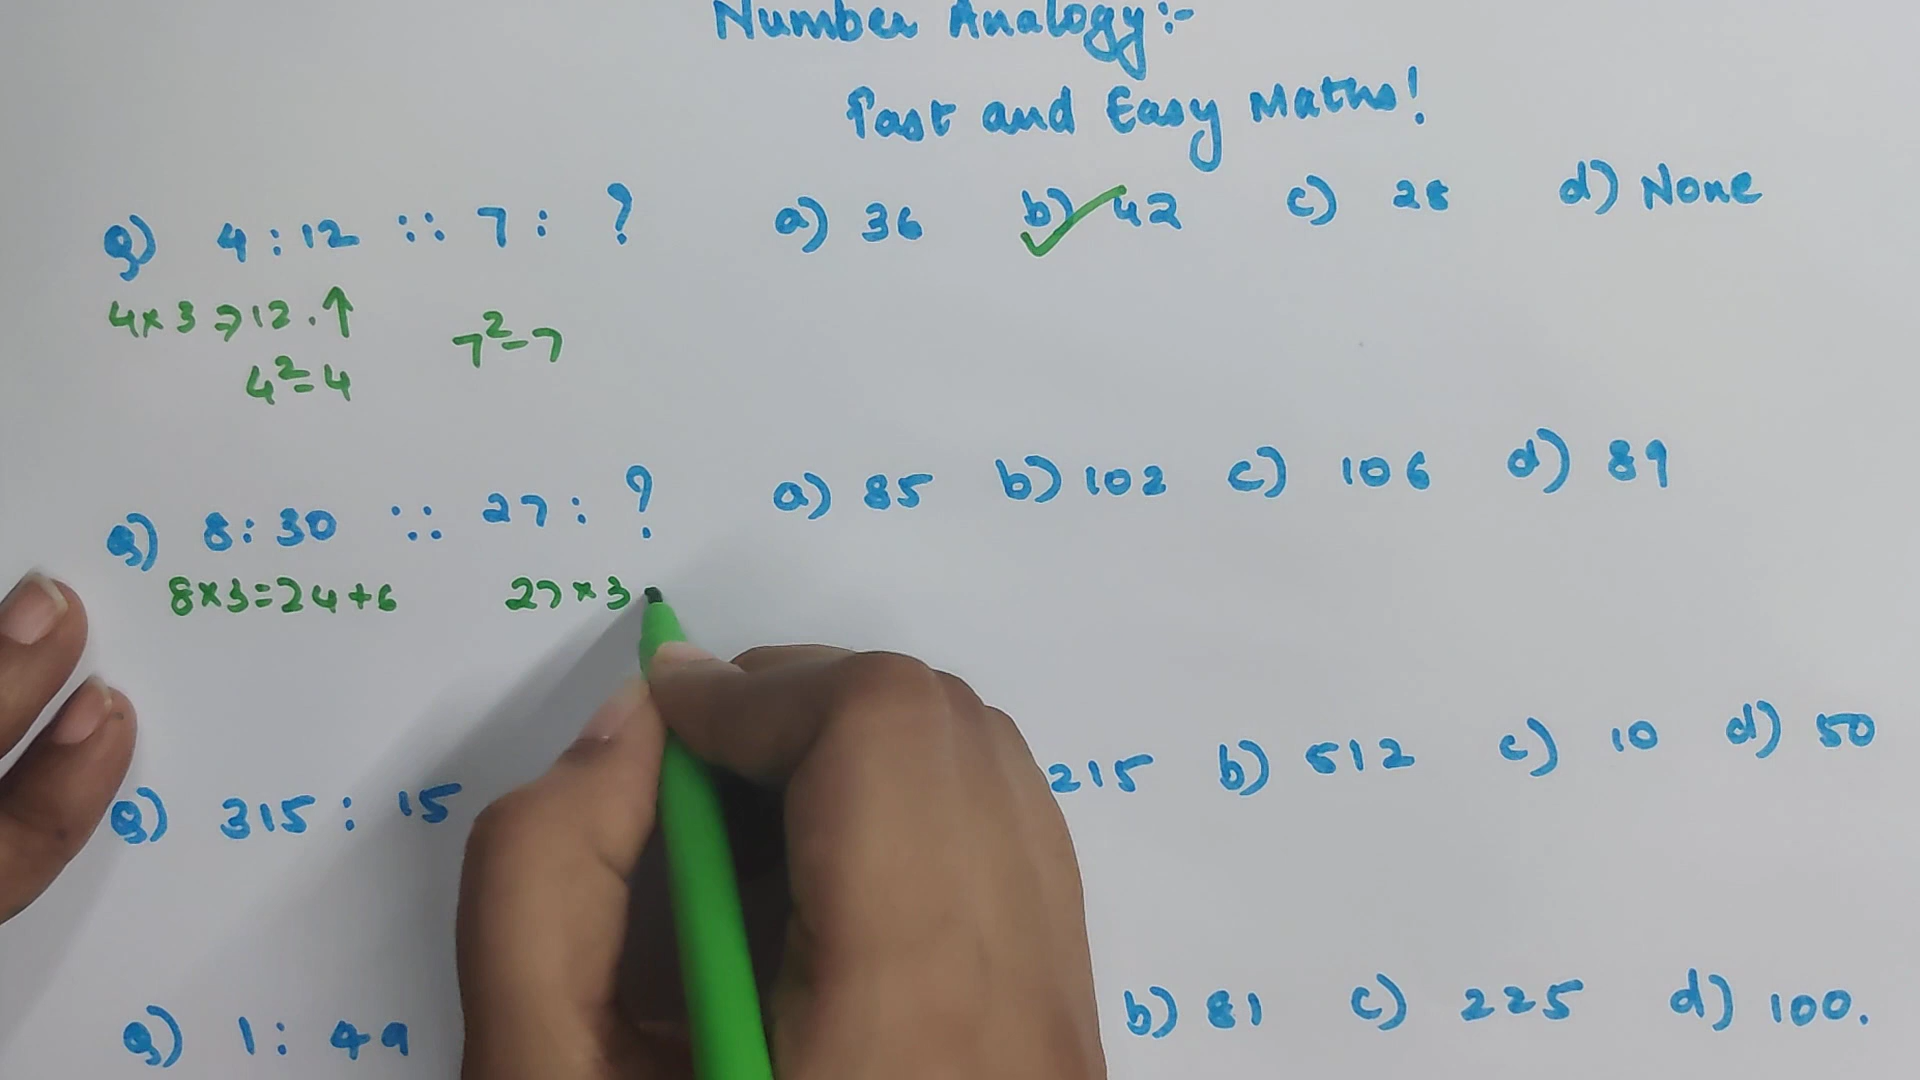 Number Analogy:-
Fast and Easy Maths!
Q) 4 : 12 :: 7 : ? a) 36 b) 42 c) 28 d) None
4 x 3 => 12. ↑
4² - 4 7² - 7
Q) 8 : 30 :: 27 : ? a) 85 b) 102 c) 106 d) 89
8 x 3 = 24 + 6 27 x 3
Q) 315 : 15 215 b) 512 c) 10 d) 50
Q) 1 : 49 b) 81 c) 225 d) 100.